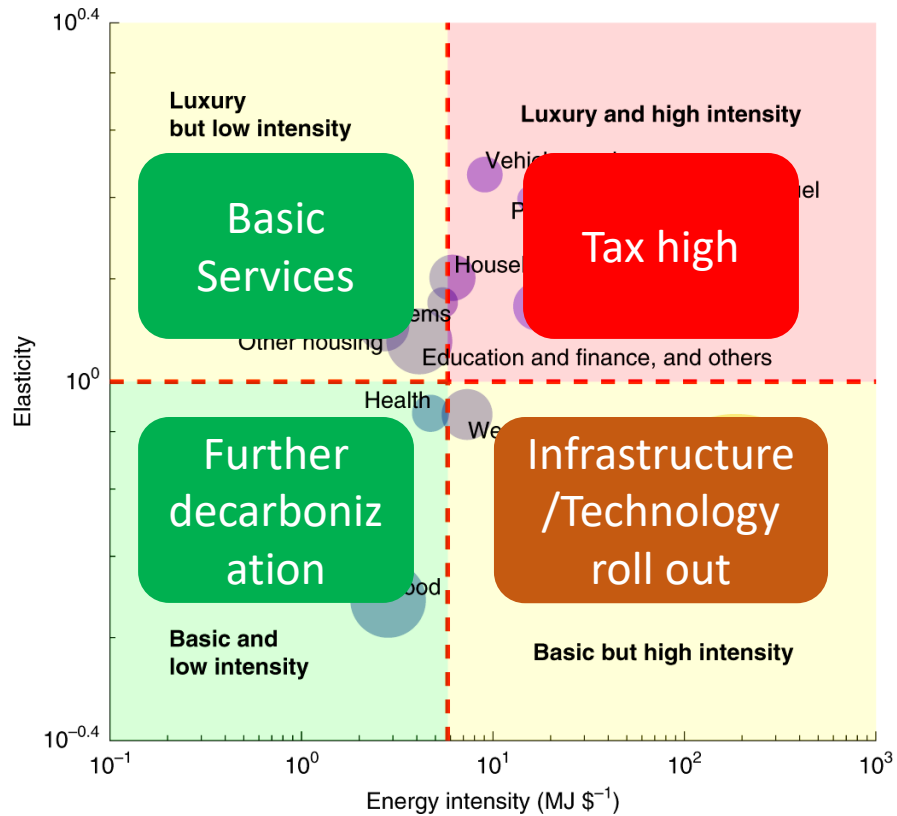 10^0.4
Luxury
but low intensity
Luxury and high intensity
Basic
Services
Tax high
Other housing
Education and finance, and others
10^0
Elasticity
Health
Further
decarboniz
ation
Infrastructure
/Technology
roll out
Basic and
low intensity
Basic but high intensity
10^−0.4
10^−1
10^0
10^1
10^2
10^3
Energy intensity (MJ $^−1)